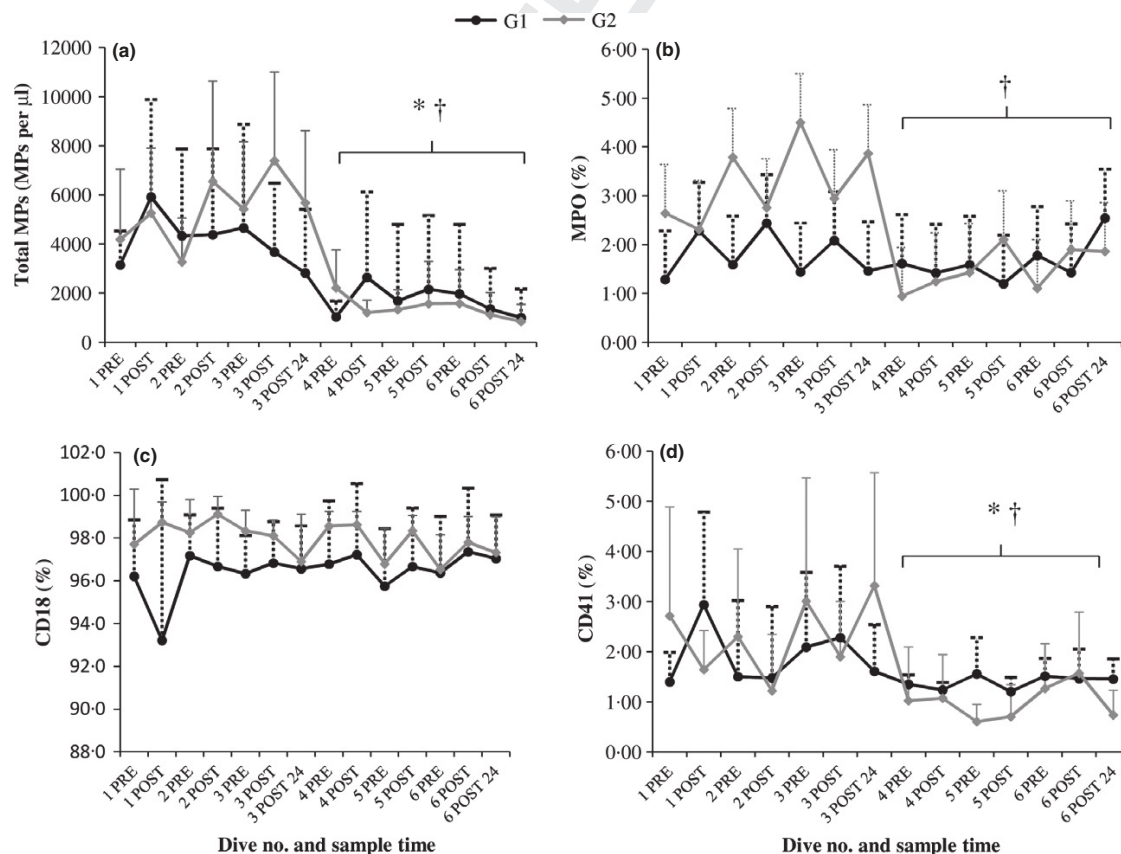 G1 G2
(a)
Total MPs (MPs per µl)
12000
10000
8000
6000
4000
2000
0
* †
1 PRE
1 POST
2 PRE
2 POST
3 PRE
3 POST
3 POST 24
4 PRE
4 POST
5 PRE
5 POST
6 PRE
6 POST
6 POST 24
(b)
MPO (%)
6·00
5·00
4·00
3·00
2·00
1·00
0·00
†
1 PRE
1 POST
2 PRE
2 POST
3 PRE
3 POST
3 POST 24
4 PRE
4 POST
5 PRE
5 POST
6 PRE
6 POST
6 POST 24
(c)
CD18 (%)
102·0
100·0
98·0
96·0
94·0
92·0
90·0
88·0
1 PRE
1 POST
2 PRE
2 POST
3 PRE
3 POST
3 POST 24
4 PRE
4 POST
5 PRE
5 POST
6 PRE
6 POST
6 POST 24
Dive no. and sample time
(d)
CD41 (%)
6·00
5·00
4·00
3·00
2·00
1·00
0·00
* †
1 PRE
1 POST
2 PRE
2 POST
3 PRE
3 POST
3 POST 24
4 PRE
4 POST
5 PRE
5 POST
6 PRE
6 POST
6 POST 24
Dive no. and sample time